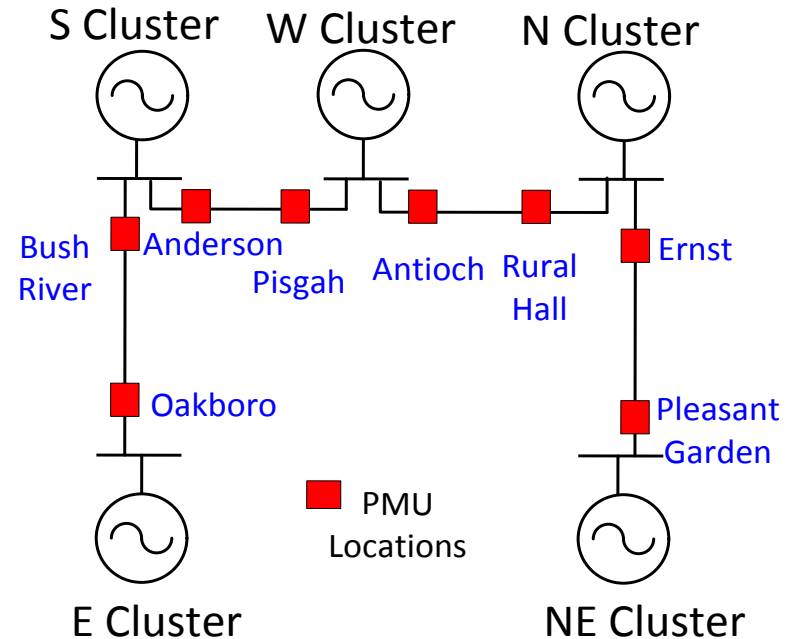 S Cluster
W Cluster
N Cluster
Bush
River
Anderson
Pisgah
Antioch
Rural
Hall
Ernst
Oakboro
Pleasant
Garden
PMU
Locations
E Cluster
NE Cluster